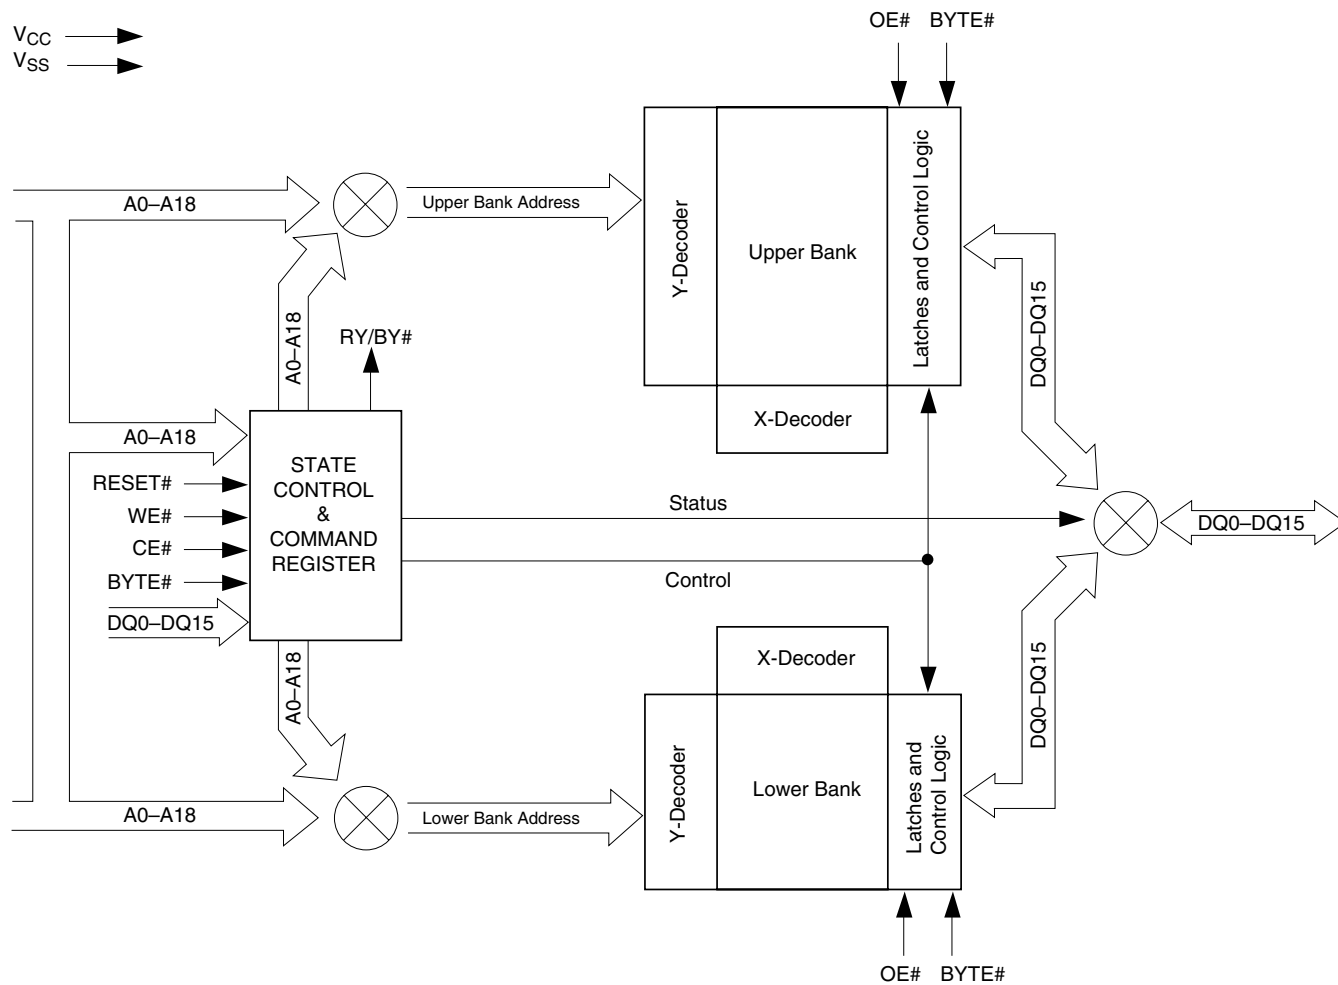 OE# BYTE#
VCC
VSS
A0–A18
Upper Bank Address
Y-Decoder
Upper Bank
Latches and Control Logic
DQ0–DQ15
A0–A18
RY/BY#
X-Decoder
A0–A18
RESET#
WE#
CE#
BYTE#
DQ0–DQ15
STATE
CONTROL
&
COMMAND
REGISTER
Status
Control
DQ0–DQ15
A0–A18
X-Decoder
DQ0–DQ15
A0–A18
Lower Bank Address
Y-Decoder
Lower Bank
Latches and
Control Logic
OE# BYTE#